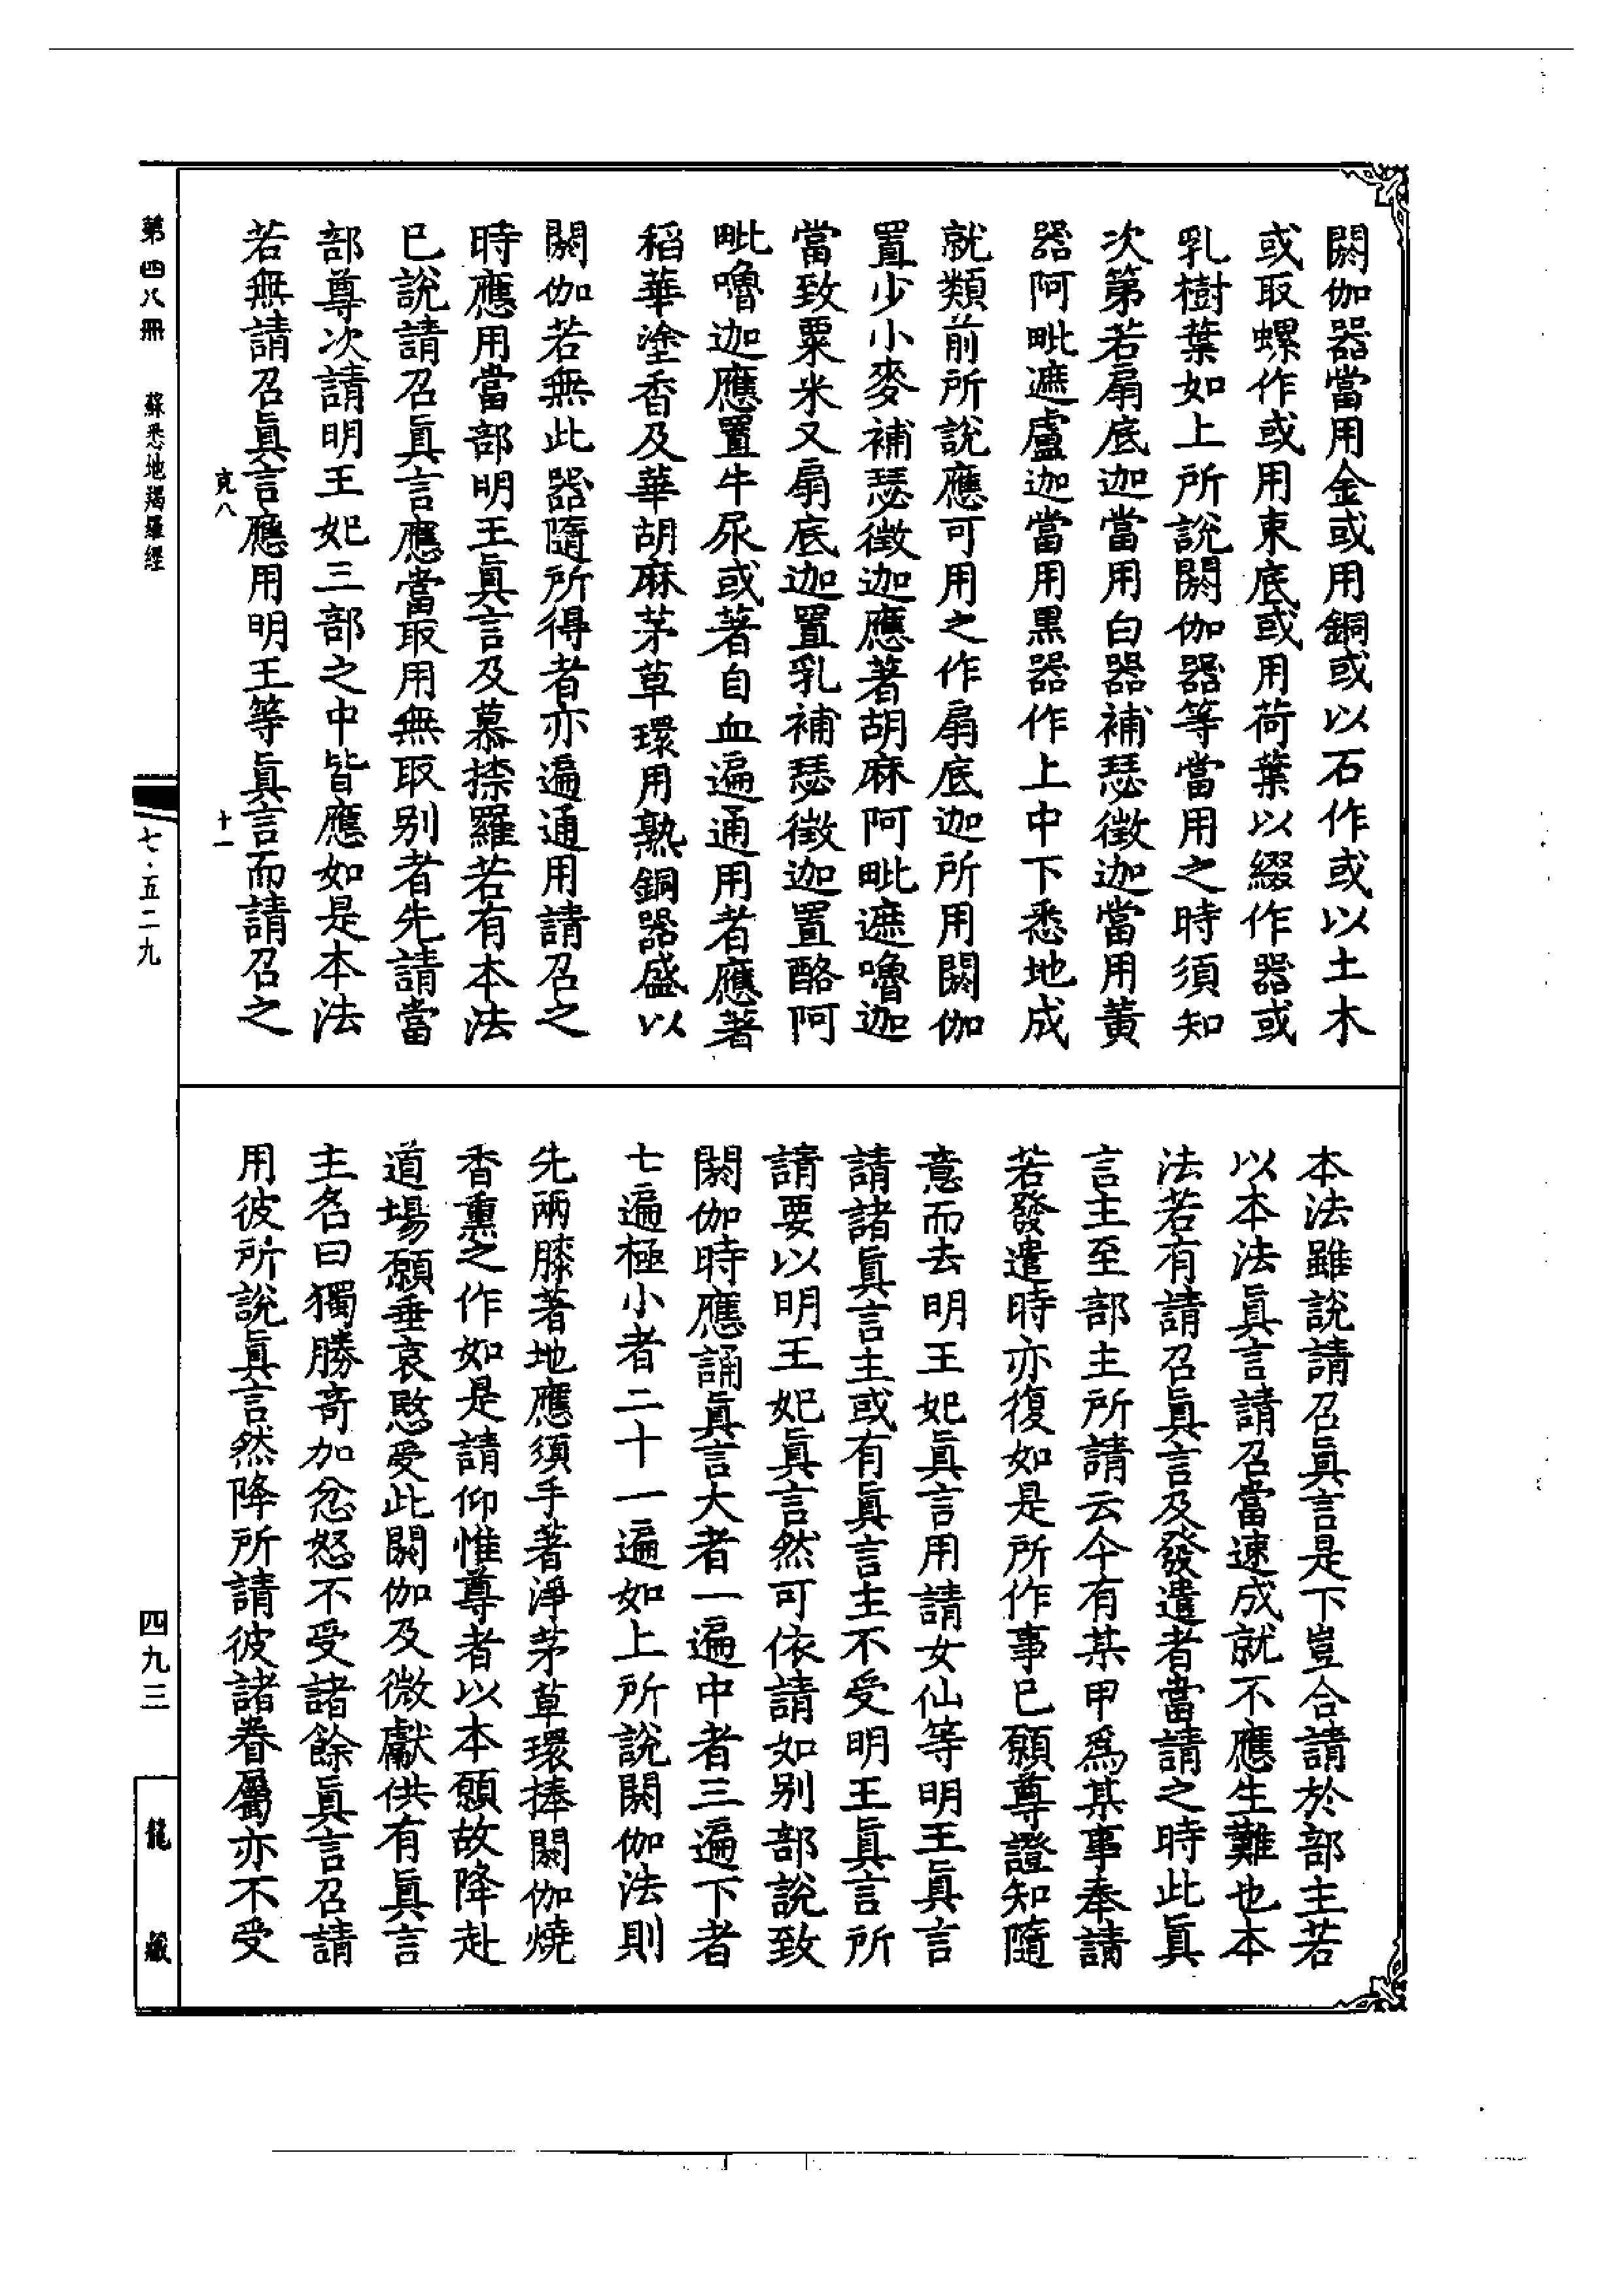 閼伽器當用金或用銅或以石作或以土木
或取螺作或用束底或用荷葉以綴作器或
乳樹葉如上所說閼伽器等當用之時須知
次第若扇底迦當用白器補瑟徵迦當用黃
器阿毗遮盧迦當用黑器作上中下悉地成
就類前所說應可用之作扇底迦所用閼伽
置少小麥補瑟徵迦應著胡麻阿毗遮嚕迦
當致粟米又扇底迦置乳補瑟徵迦置酪阿
毗嚕迦應置牛尿或著自血遍通用者應著
稻華塗香及華胡麻茅草環用熟銅器盛以
閼伽若無此器隨所得者亦遍通用請召之
時應用當部明王眞言及慕捺羅若有本法
已說請召眞言應當取用無取別者先請當
部尊次請明王妃三部之中皆應如是本法
若無請召眞言應用明王等眞言而請召之
本法雖說請召眞言是下豈合請於部主若
以本法眞言請召當速成就不應生難也本
法若有請召眞言及發遣者當請之時此眞
言主至部主所請云今有某甲爲某事奉請
若發遣時亦復如是所作事已願尊證知隨
意而去明王妃眞言用請女仙等明王眞言
請諸眞言主或有眞言主不受明王眞言所
請要以明王妃眞言然可依請如別部說致
閼伽時應誦眞言大者一遍中者三遍下者
七遍極小者二十一遍如上所說閼伽法則
先兩膝著地應須手著淨茅草環捧閼伽燒
香熏之作如是請仰惟尊者以本願故降赴
道場願垂哀愍受此閼伽及微獻供有眞言
主名曰獨勝奇加忿怒不受諸餘眞言召請
用彼所說眞言然降所請彼諸眷屬亦不受
克八
十一
第四八冊
蘇悉地羯羅經
七·五二九
四九三
龍藏